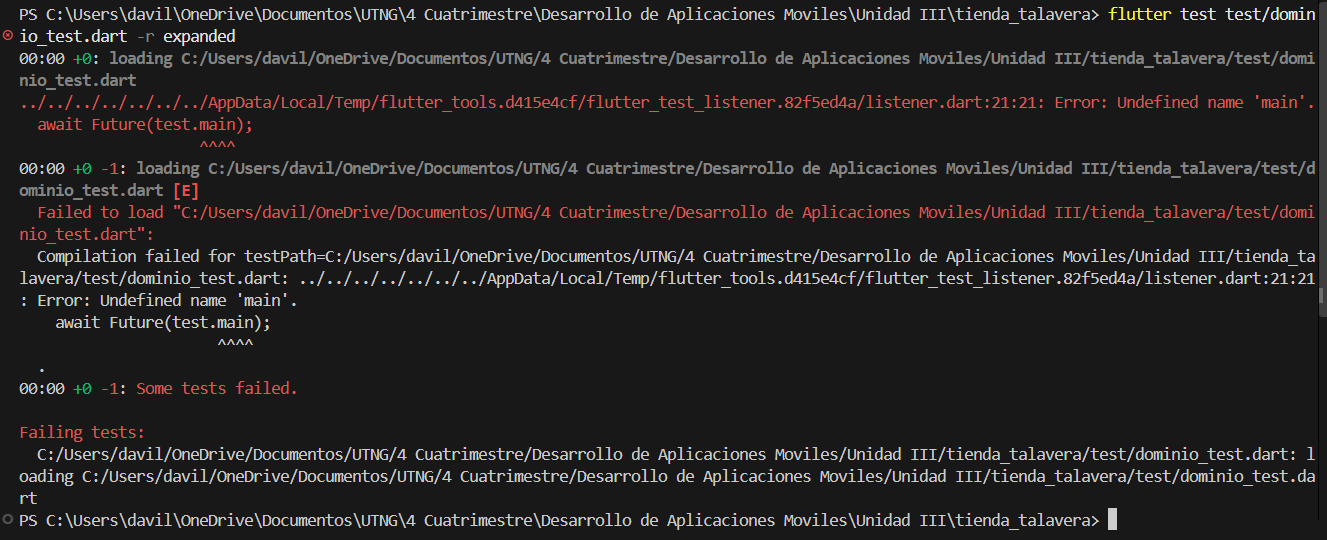 PS C:\Users\davil\OneDrive\Documentos\UTNG\4 Cuatrimestre\Desarrollo de Aplicaciones Moviles\Unidad III\tienda_talavera> flutter test test/domin
io_test.dart -r expanded
00:00 +0: loading C:/Users/davil/OneDrive/Documentos/UTNG/4 Cuatrimestre/Desarrollo de Aplicaciones Moviles/Unidad III/tienda_talavera/test/domi
nio_test.dart
../../../../../../../AppData/Local/Temp/flutter_tools.d415e4cf/flutter_test_listener.82f5ed4a/listener.dart:21:21: Error: Undefined name 'main'.
  await Future(test.main);
                    ^^^^
00:00 +0 -1: loading C:/Users/davil/OneDrive/Documentos/UTNG/4 Cuatrimestre/Desarrollo de Aplicaciones Moviles/Unidad III/tienda_talavera/test/d
ominio_test.dart [E]
  Failed to load "C:/Users/davil/OneDrive/Documentos/UTNG/4 Cuatrimestre/Desarrollo de Aplicaciones Moviles/Unidad III/tienda_talavera/test/domi
nio_test.dart":
  Compilation failed for testPath=C:/Users/davil/OneDrive/Documentos/UTNG/4 Cuatrimestre/Desarrollo de Aplicaciones Moviles/Unidad III/tienda_ta
lavera/test/dominio_test.dart: ../../../../../../../AppData/Local/Temp/flutter_tools.d415e4cf/flutter_test_listener.82f5ed4a/listener.dart:21:21
: Error: Undefined name 'main'.
    await Future(test.main);
                      ^^^^
  .
00:00 +0 -1: Some tests failed.

Failing tests:
  C:/Users/davil/OneDrive/Documentos/UTNG/4 Cuatrimestre/Desarrollo de Aplicaciones Moviles/Unidad III/tienda_talavera/test/dominio_test.dart: l
oading C:/Users/davil/OneDrive/Documentos/UTNG/4 Cuatrimestre/Desarrollo de Aplicaciones Moviles/Unidad III/tienda_talavera/test/dominio_test.da
rt
PS C:\Users\davil\OneDrive\Documentos\UTNG\4 Cuatrimestre\Desarrollo de Aplicaciones Moviles\Unidad III\tienda_talavera>